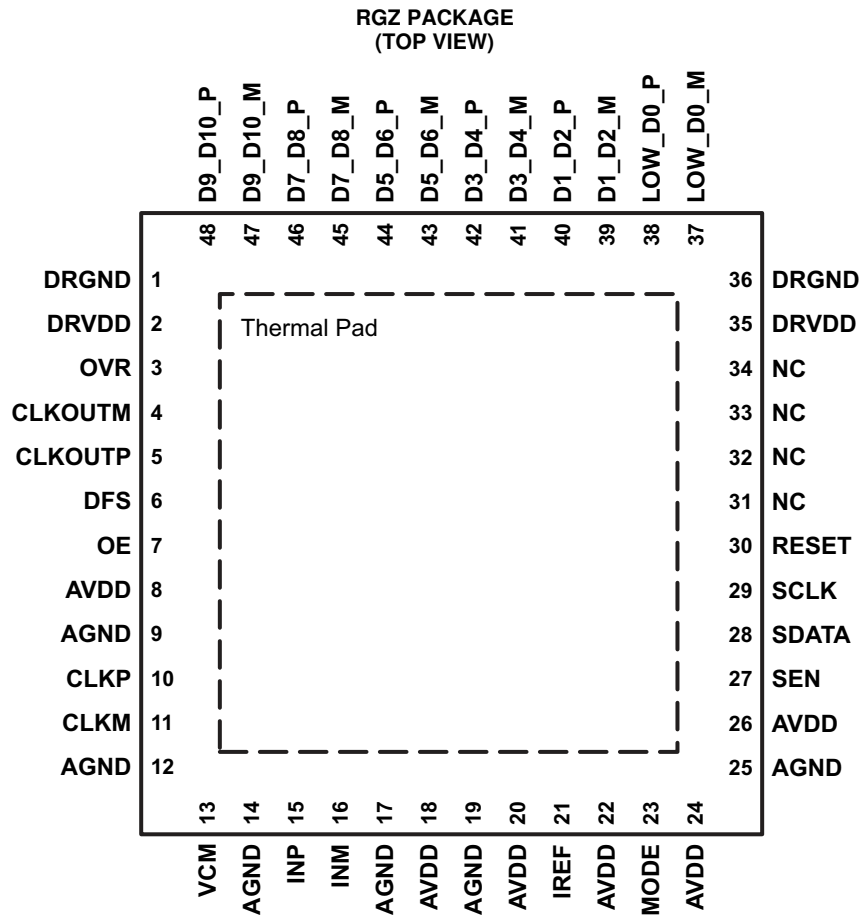 RGZ PACKAGE
(TOP VIEW)
D9_D10_P
D9_D10_M
D7_D8_P
D7_D8_M
D5_D6_P
D5_D6_M
D3_D4_P
D3_D4_M
D1_D2_P
D1_D2_M
LOW_D0_P
LOW_D0_M
48
47
46
45
44
43
42
41
40
39
38
37
DRGND 1
DRVDD 2
OVR 3
CLKOUTM 4
CLKOUTP 5
DFS 6
OE 7
AVDD 8
AGND 9
CLKP 10
CLKM 11
AGND 12
Thermal Pad
36 DRGND
35 DRVDD
34 NC
33 NC
32 NC
31 NC
30 RESET
29 SCLK
28 SDATA
27 SEN
26 AVDD
25 AGND
13
14
15
16
17
18
19
20
21
22
23
24
VCM
AGND
INP
INM
AGND
AVDD
AGND
AVDD
IREF
AVDD
MODE
AVDD